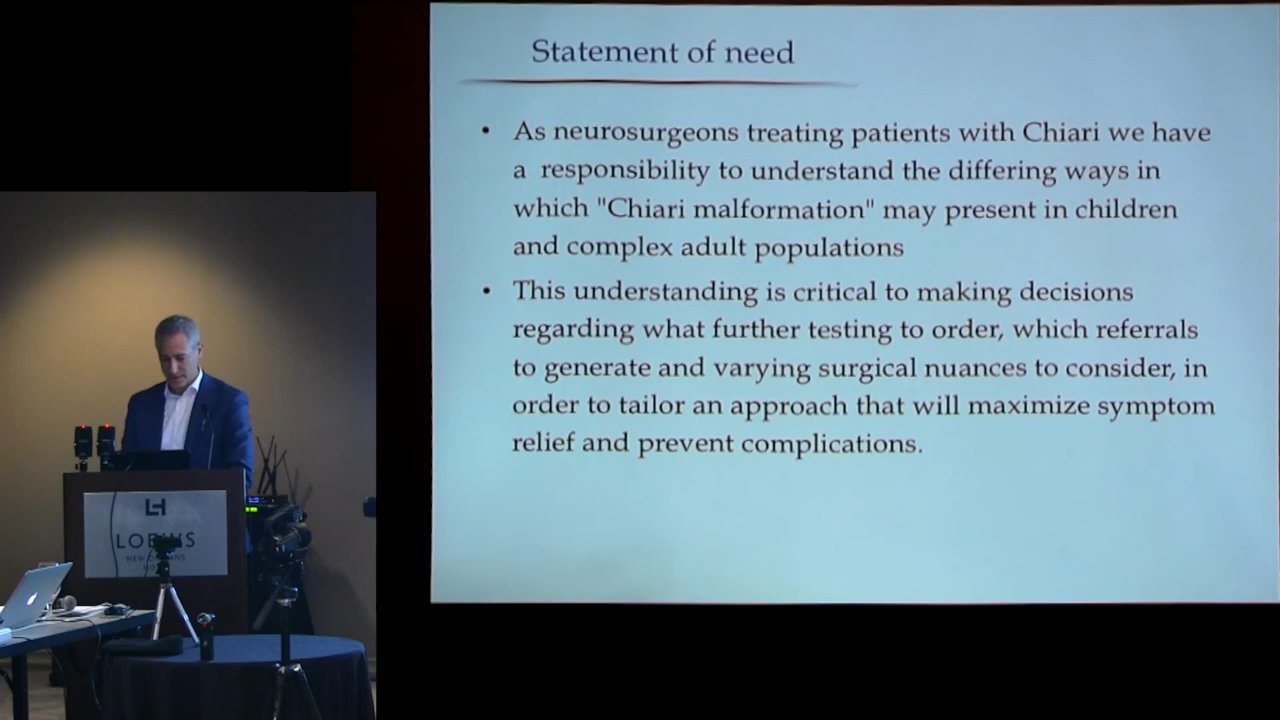 Statement of need
• As neurosurgeons treating patients with Chiari we have
a responsibility to understand the differing ways in
which "Chiari malformation" may present in children
and complex adult populations
• This understanding is critical to making decisions
regarding what further testing to order, which referrals
to generate and varying surgical nuances to consider, in
order to tailor an approach that will maximize symptom
relief and prevent complications.
LH
LOEWS
NEW ORLEANS